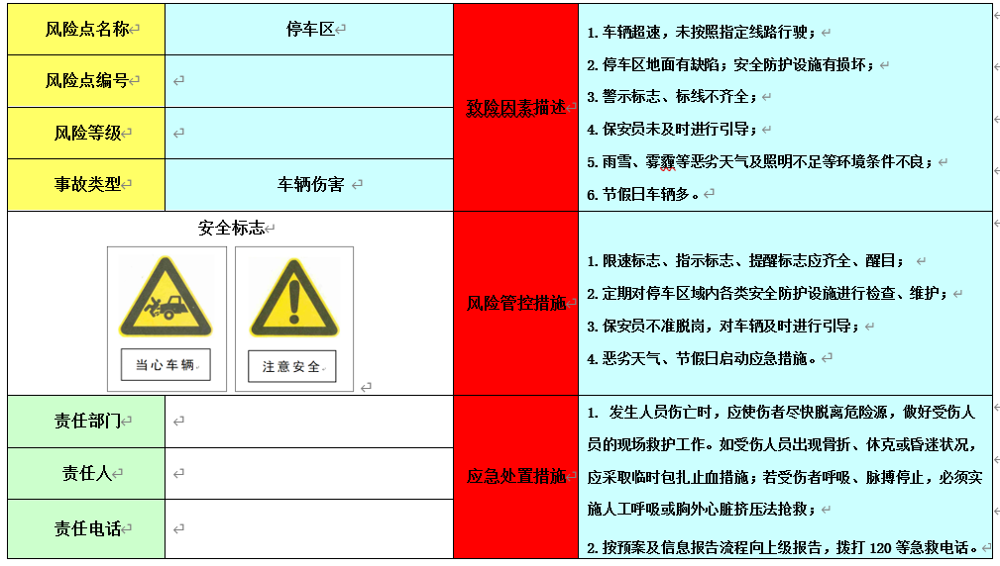 风险点名称
停车区
风险点编号
风险等级
事故类型
车辆伤害
致险因素描述
1.车辆超速，未按照指定线路行驶；
2.停车区地面有缺陷；安全防护设施有损坏；
3.警示标志、标线不齐全；
4.保安员未及时进行引导；
5.雨雪、雾霾等恶劣天气及照明不足等环境条件不良；
6.节假日车辆多。
安全标志
当心车辆
注意安全
风险管控措施
1.限速标志、指示标志、提醒标志应齐全、醒目；
2.定期对停车区域内各类安全防护设施进行检查、维护；
3.保安员不准脱岗，对车辆及时进行引导；
4.恶劣天气、节假日启动应急措施。
责任部门
责任人
责任电话
应急处置措施
1. 发生人员伤亡时，应使伤者尽快脱离危险源，做好受伤人
员的现场救护工作。如受伤人员出现骨折、休克或昏迷状况，
应采取临时包扎止血措施；若受伤者呼吸、脉搏停止，必须实
施人工呼吸或胸外心脏挤压法抢救；
2.按预案及信息报告流程向上级报告，拨打 120 等急救电话。